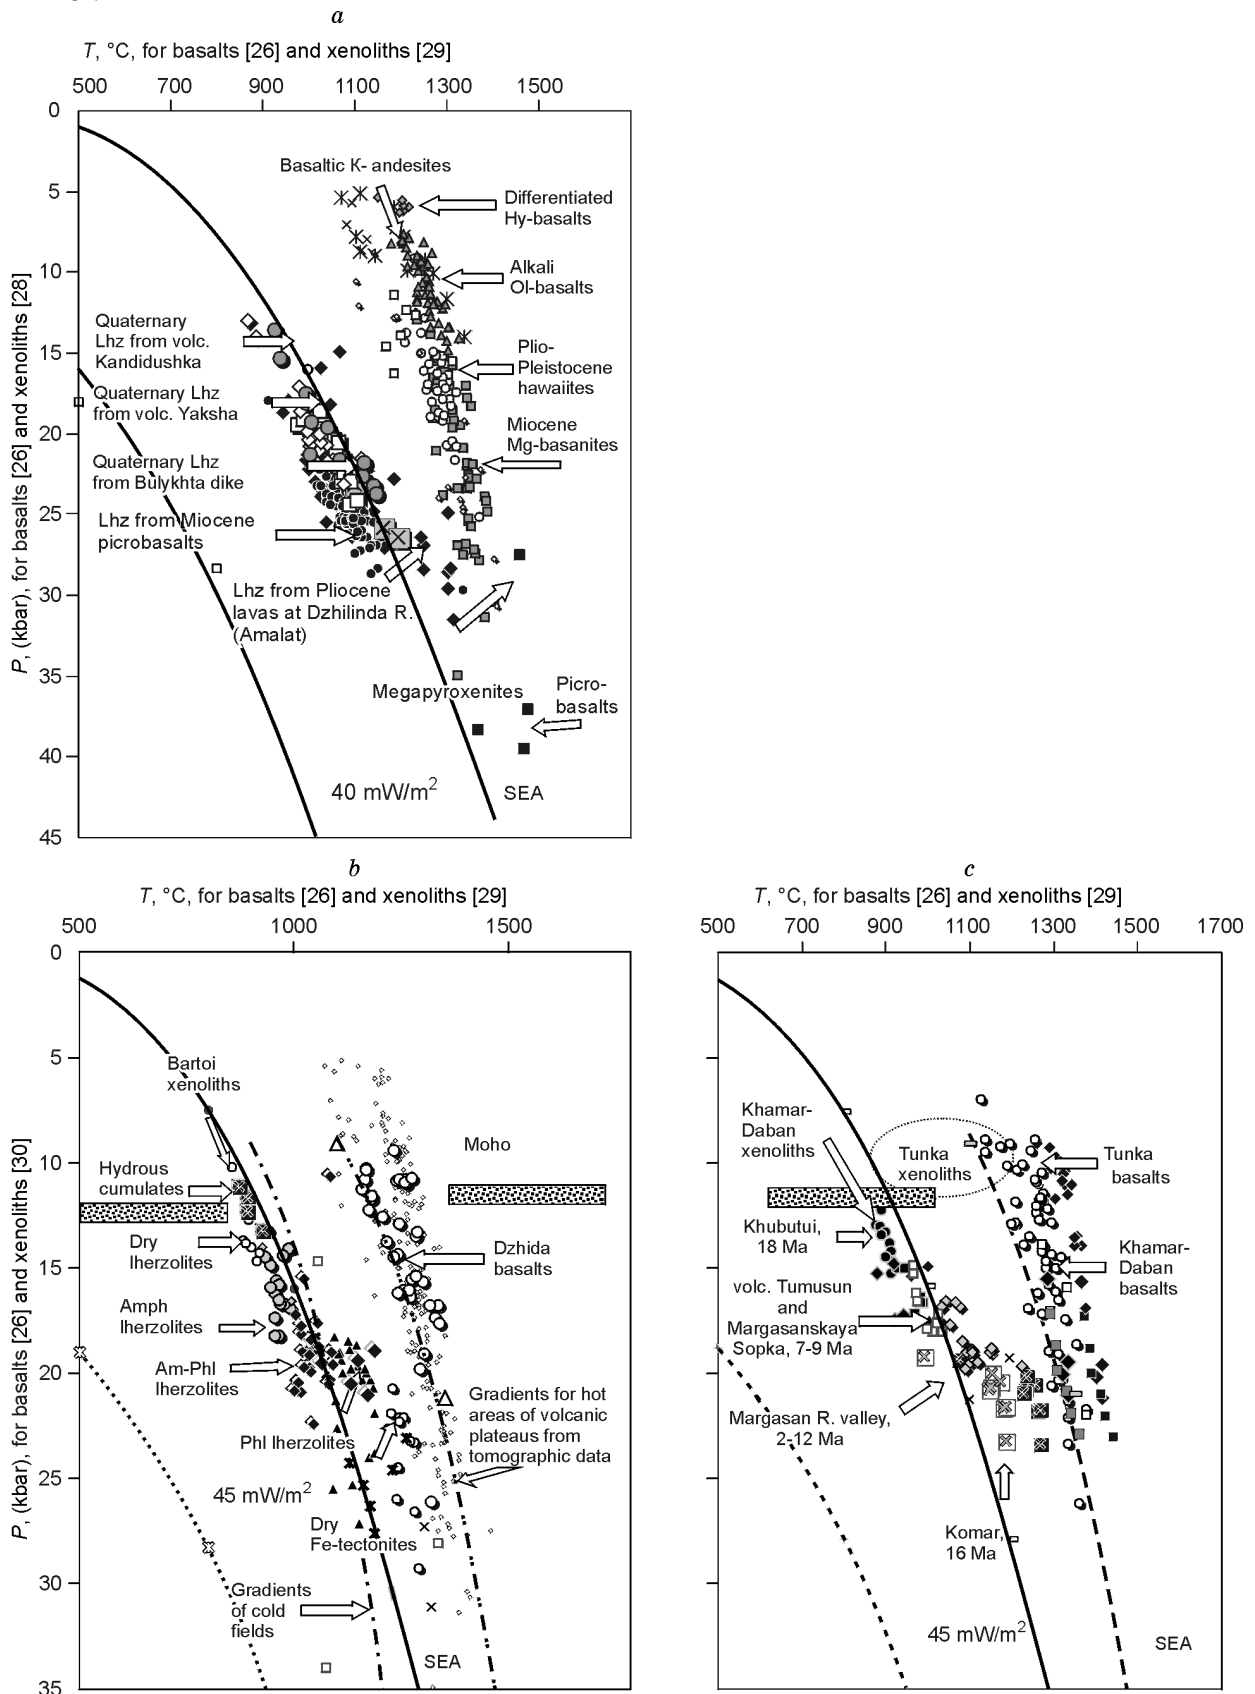 a
T, °C, for basalts [26] and xenoliths [29]
500 700 900 1100 1300 1500
0
5
10
15
20
25
30
35
40
45
P, (kbar), for basalts [26] and xenoliths [28]
Basaltic K- andesites
Differentiated
Hy-basalts
Alkali
Ol-basalts
Quaternary
Lhz from volc.
Kandidushka
Plio-
Pleistocene
hawaiites
Quaternary Lhz
from volc. Yaksha
Miocene
Mg-basanites
Quaternary Lhz
from Bulykhta dike
Lhz from Miocene
picrobasalts
Lhz from Pliocene
lavas at Dzhilinda R.
(Amalat)
Megapyroxenites
Picro-
basalts
40 mW/m²
SEA
b
T, °C, for basalts [26] and xenoliths [29]
500 1000 1500
0
5
10
15
20
25
30
35
P, (kbar), for basalts [26] and xenoliths [30]
Bartoi
xenoliths
Moho
Hydrous
cumulates
Dry
lherzolites
Dzhida
basalts
Amph
lherzolites
Am-Phl
lherzolites
Gradients for hot
areas of volcanic
plateaus from
tomographic data
Phl lherzolites
45 mW/m²
Dry
Fe-tectonites
Gradients
of cold
fields
SEA
c
T, °C, for basalts [26] and xenoliths [29]
500 700 900 1100 1300 1500 1700
Khamar-
Daban
xenoliths
Tunka
xenoliths
Tunka
basalts
Khubutui,
18 Ma
Khamar-
Daban
basalts
volc. Tumusun
and
Margasanskaya
Sopka, 7-9 Ma
Margasan R. valley,
2-12 Ma
Komar,
16 Ma
45 mW/m²
SEA